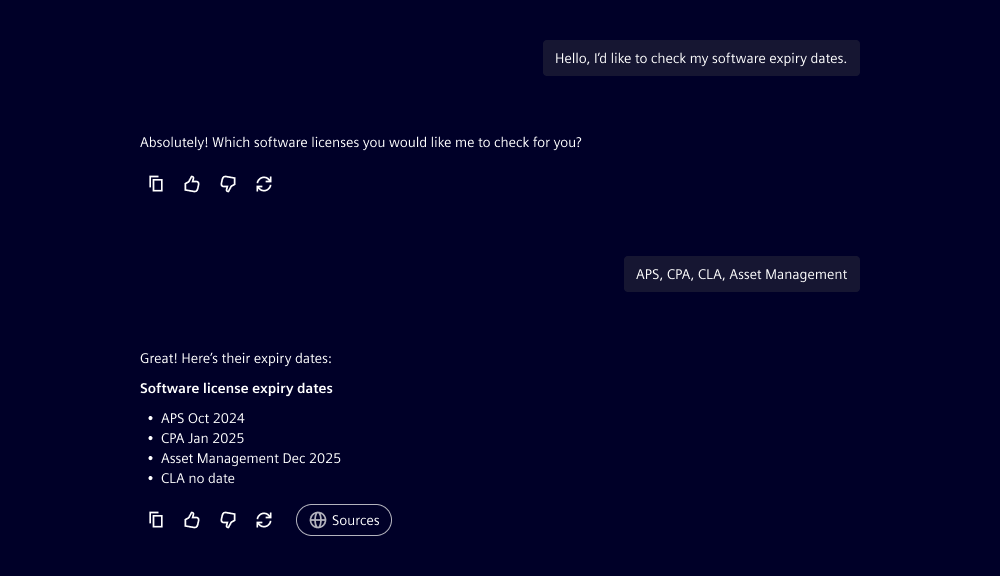 Hello, I’d like to check my software expiry dates.
Absolutely! Which software licenses you would like me to check for you?
APS, CPA, CLA, Asset Management
Great! Here’s their expiry dates:
Software license expiry dates
• APS Oct 2024
• CPA Jan 2025
• Asset Management Dec 2025
• CLA no date
Sources